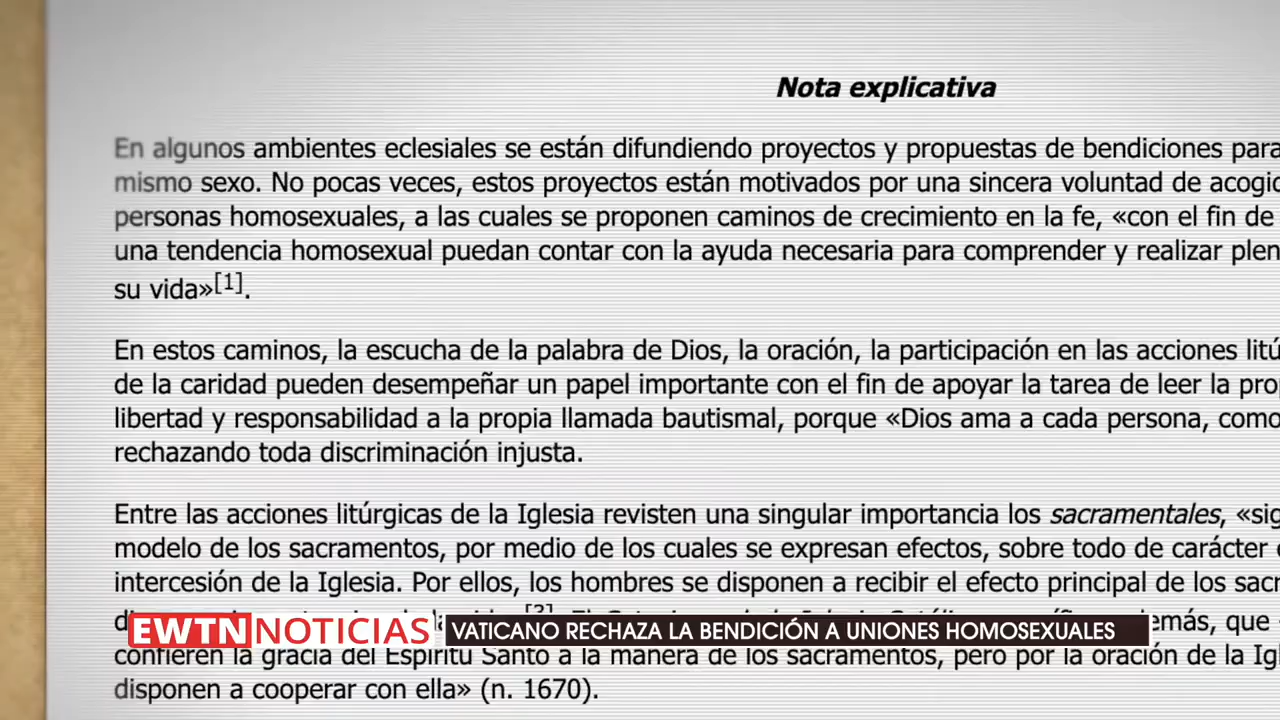 Nota explicativa
En algunos ambientes eclesiales se están difundiendo proyectos y propuestas de bendiciones para
mismo sexo. No pocas veces, estos proyectos están motivados por una sincera voluntad de
personas homosexuales, a las cuales se proponen caminos de crecimiento en la fe, «con el fin de
una tendencia homosexual puedan contar con la ayuda necesaria para comprender y realizar
su vida»[1].
En estos caminos, la escucha de la palabra de Dios, la oración, la participación en las acciones
de la caridad pueden desempeñar un papel importante con el fin de apoyar la tarea de leer la
libertad y responsabilidad a la propia llamada bautismal, porque «Dios ama a cada persona, como
rechazando toda discriminación injusta.
Entre las acciones litúrgicas de la Iglesia revisten una singular importancia los sacramentales,
modelo de los sacramentos, por medio de los cuales se expresan efectos, sobre todo de carácter
intercesión de la Iglesia. Por ellos, los hombres se disponen a recibir el efecto principal de los
que
EWTN NOTICIAS VATICANO RECHAZA LA BENDICIÓN A UNIONES HOMOSEXUALES
confieren la gracia del Espíritu Santo a la manera de los sacramentos, pero por la oración de la
disponen a cooperar con ella» (n. 1670).